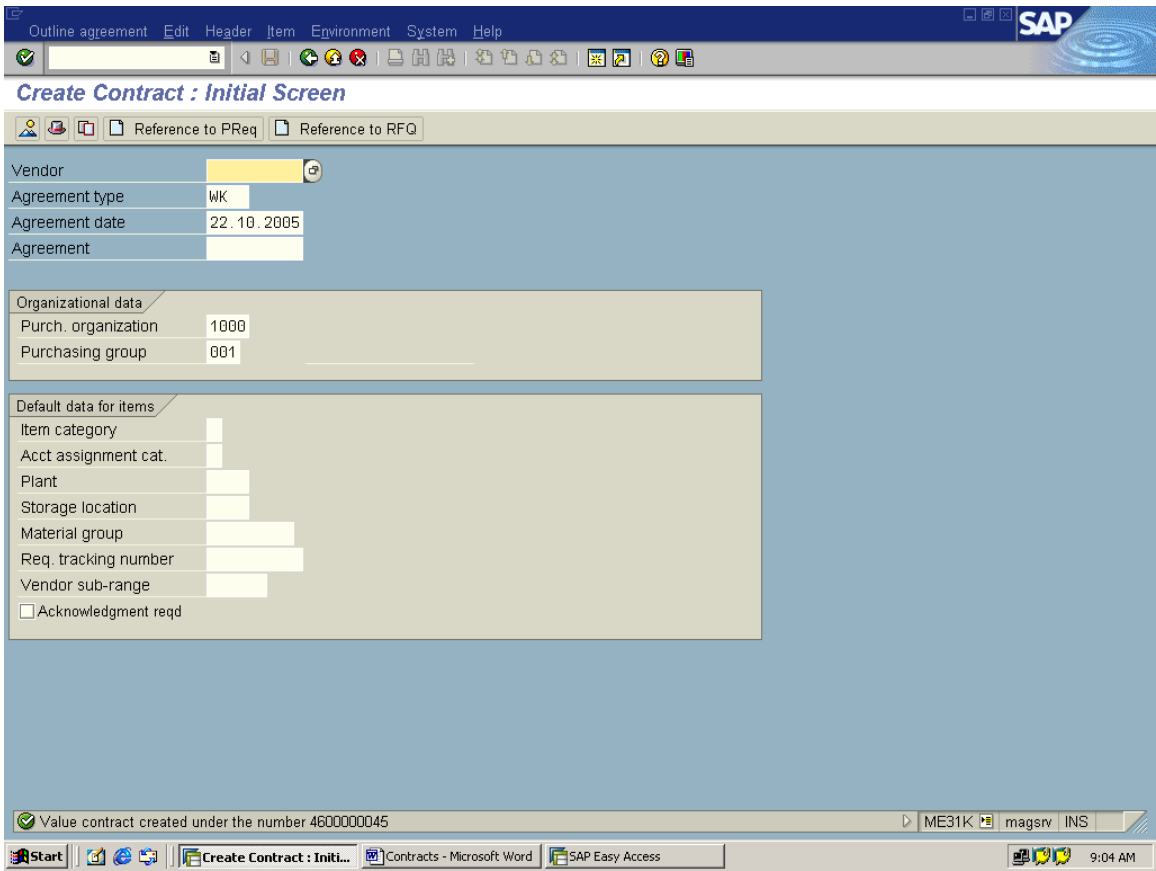 Outline agreement Edit Header Item Environment System Help
SAP
Create Contract : Initial Screen
Reference to PReq Reference to RFQ
Vendor
Agreement type WK
Agreement date 22.10.2005
Agreement
Organizational data
Purch. organization 1000
Purchasing group 001
Default data for items
Item category
Acct assignment cat.
Plant
Storage location
Material group
Req. tracking number
Vendor sub-range
Acknowledgment reqd
Value contract created under the number 4600000045 ME31K magsrv INS
Start Create Contract : Initi... Contracts - Microsoft Word SAP Easy Access 9:04 AM